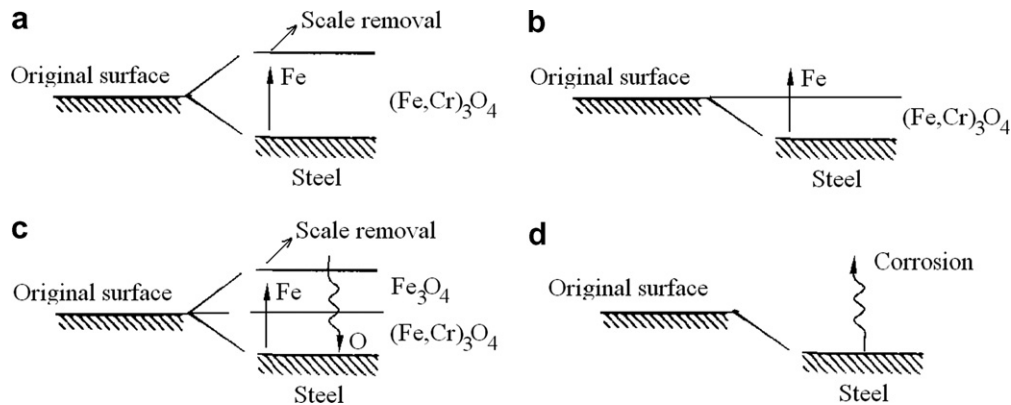 a
Scale removal
Original surface
Fe
(Fe,Cr)3O4
Steel
b
Original surface
Fe
(Fe,Cr)3O4
Steel
c
Scale removal
Original surface
Fe
Fe3O4
(Fe,Cr)3O4
O
Steel
d
Corrosion
Original surface
Steel